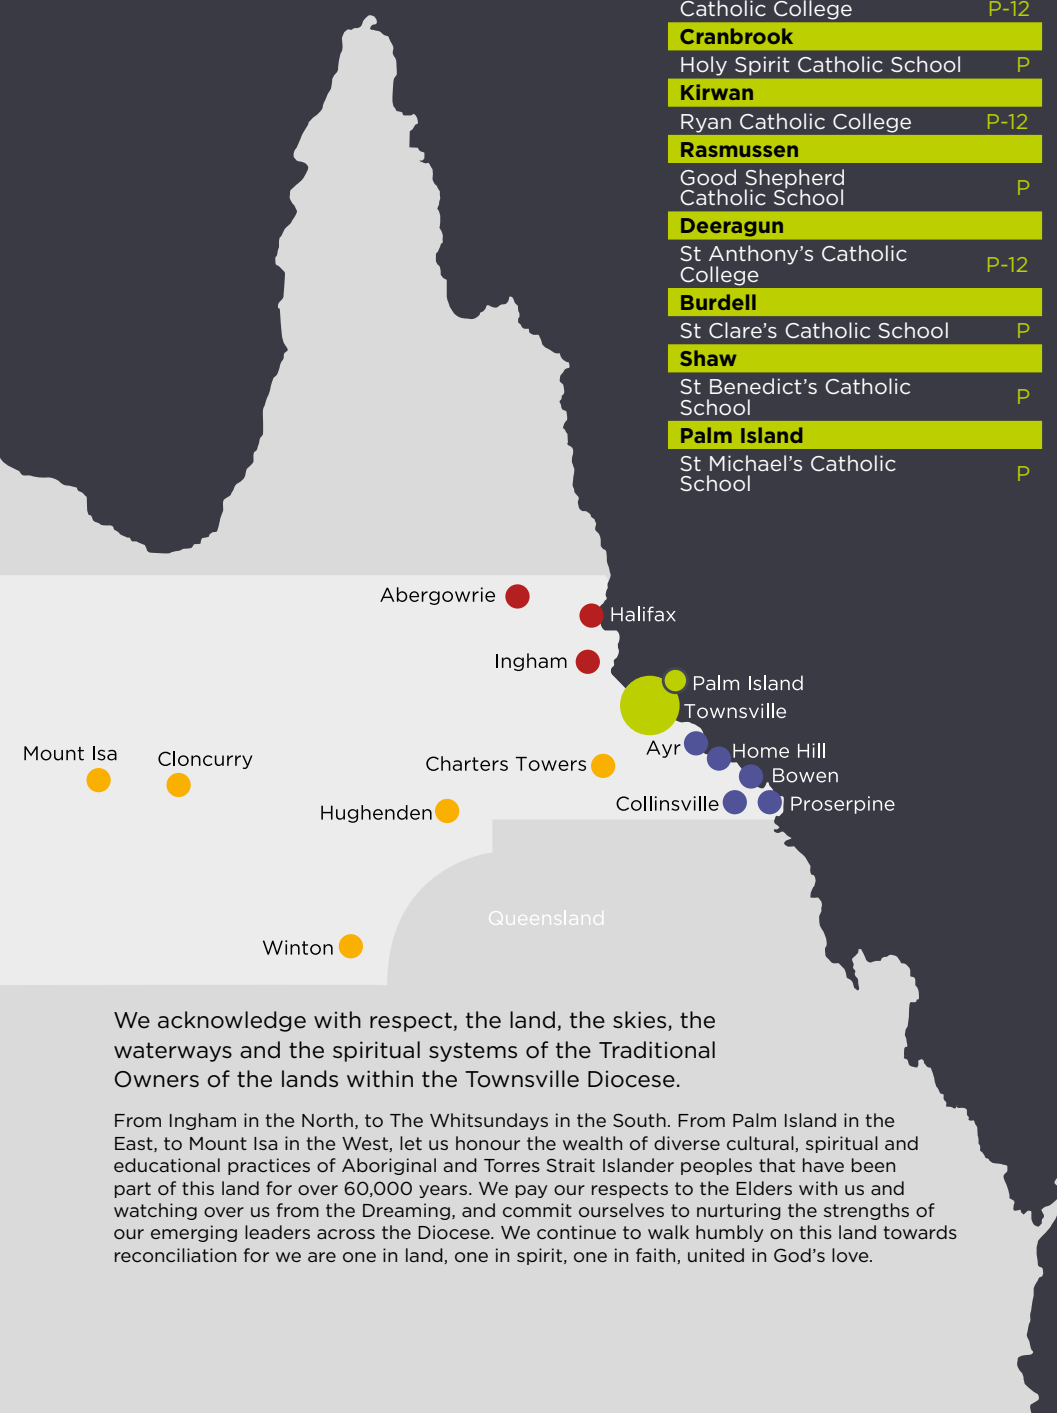 Catholic College P-12
Cranbrook
Holy Spirit Catholic School P
Kirwan
Ryan Catholic College P-12
Rasmussen
Good Shepherd
Catholic School P
Deeragun
St Anthony’s Catholic
College P-12
Burdell
St Clare’s Catholic School P
Shaw
St Benedict’s Catholic
School P
Palm Island
St Michael’s Catholic
School P
Abergowrie
Halifax
Ingham
Palm Island
Townsville
Ayr
Home Hill
Mount Isa
Cloncurry
Charters Towers
Bowen
Hughenden
Collinsville
Proserpine
Queensland
Winton
We acknowledge with respect, the land, the skies, the
waterways and the spiritual systems of the Traditional
Owners of the lands within the Townsville Diocese.
From Ingham in the North, to The Whitsundays in the South. From Palm Island in the
East, to Mount Isa in the West, let us honour the wealth of diverse cultural, spiritual and
educational practices of Aboriginal and Torres Strait Islander peoples that have been
part of this land for over 60,000 years. We pay our respects to the Elders with us and
watching over us from the Dreaming, and commit ourselves to nurturing the strengths of
our emerging leaders across the Diocese. We continue to walk humbly on this land towards
reconciliation for we are one in land, one in spirit, one in faith, united in God’s love.